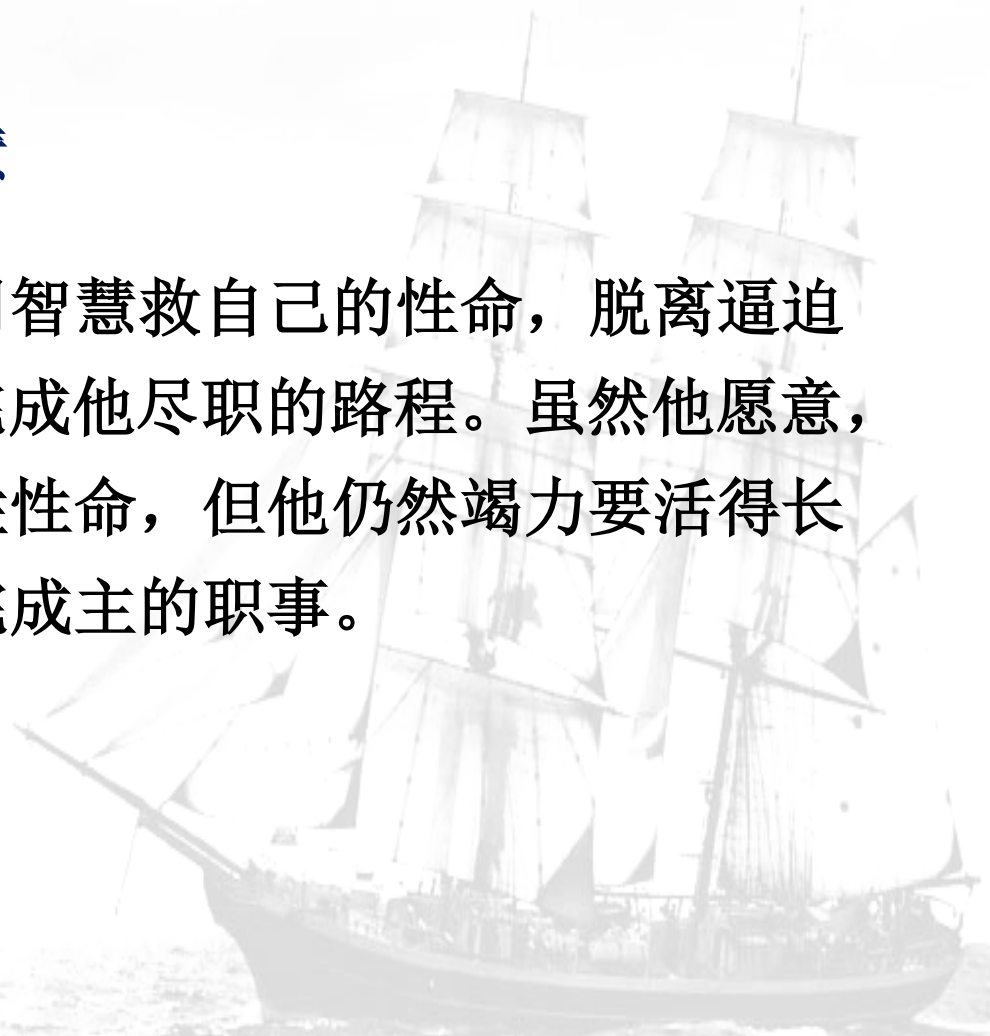 智慧救自己的性命，脱离逼迫
成他尽职的路程。虽然他愿意，
性命，但他仍然竭力要活得长
成主的职事。